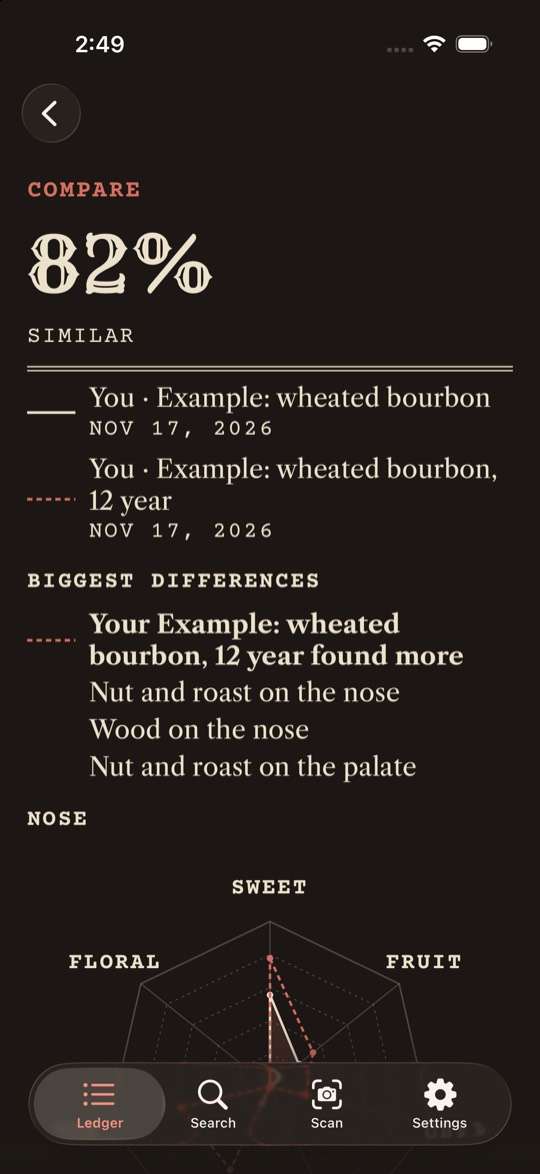 2:49
COMPARE
82%
SIMILAR
You · Example: wheated bourbon
NOV 17, 2026
You · Example: wheated bourbon,
12 year
NOV 17, 2026
BIGGEST DIFFERENCES
Your Example: wheated
bourbon, 12 year found more
Nut and roast on the nose
Wood on the nose
Nut and roast on the palate
NOSE
SWEET
FLORAL
FRUIT
Ledger
Search
Scan
Settings